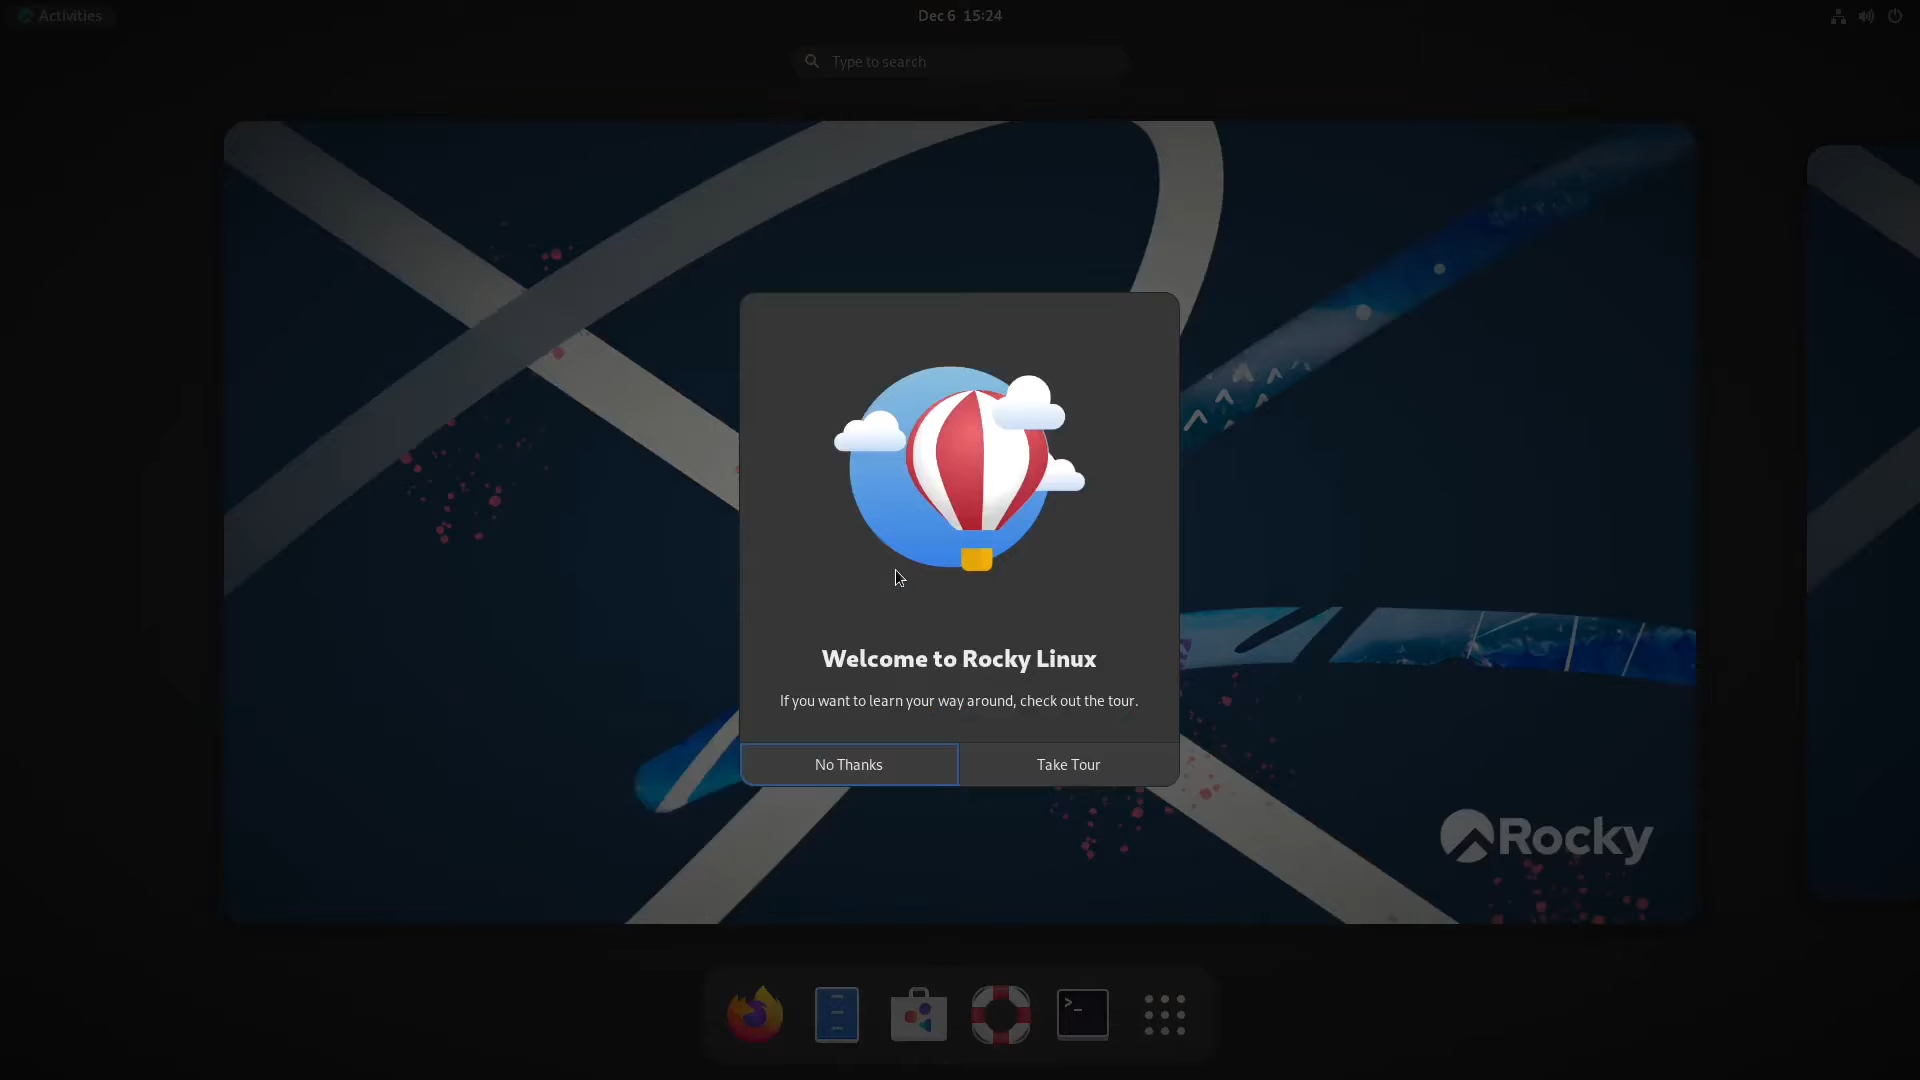 Activities
Dec 6 15:24
Type to search
Welcome to Rocky Linux
If you want to learn your way around, check out the tour.
No Thanks
Take Tour
Rocky
>_